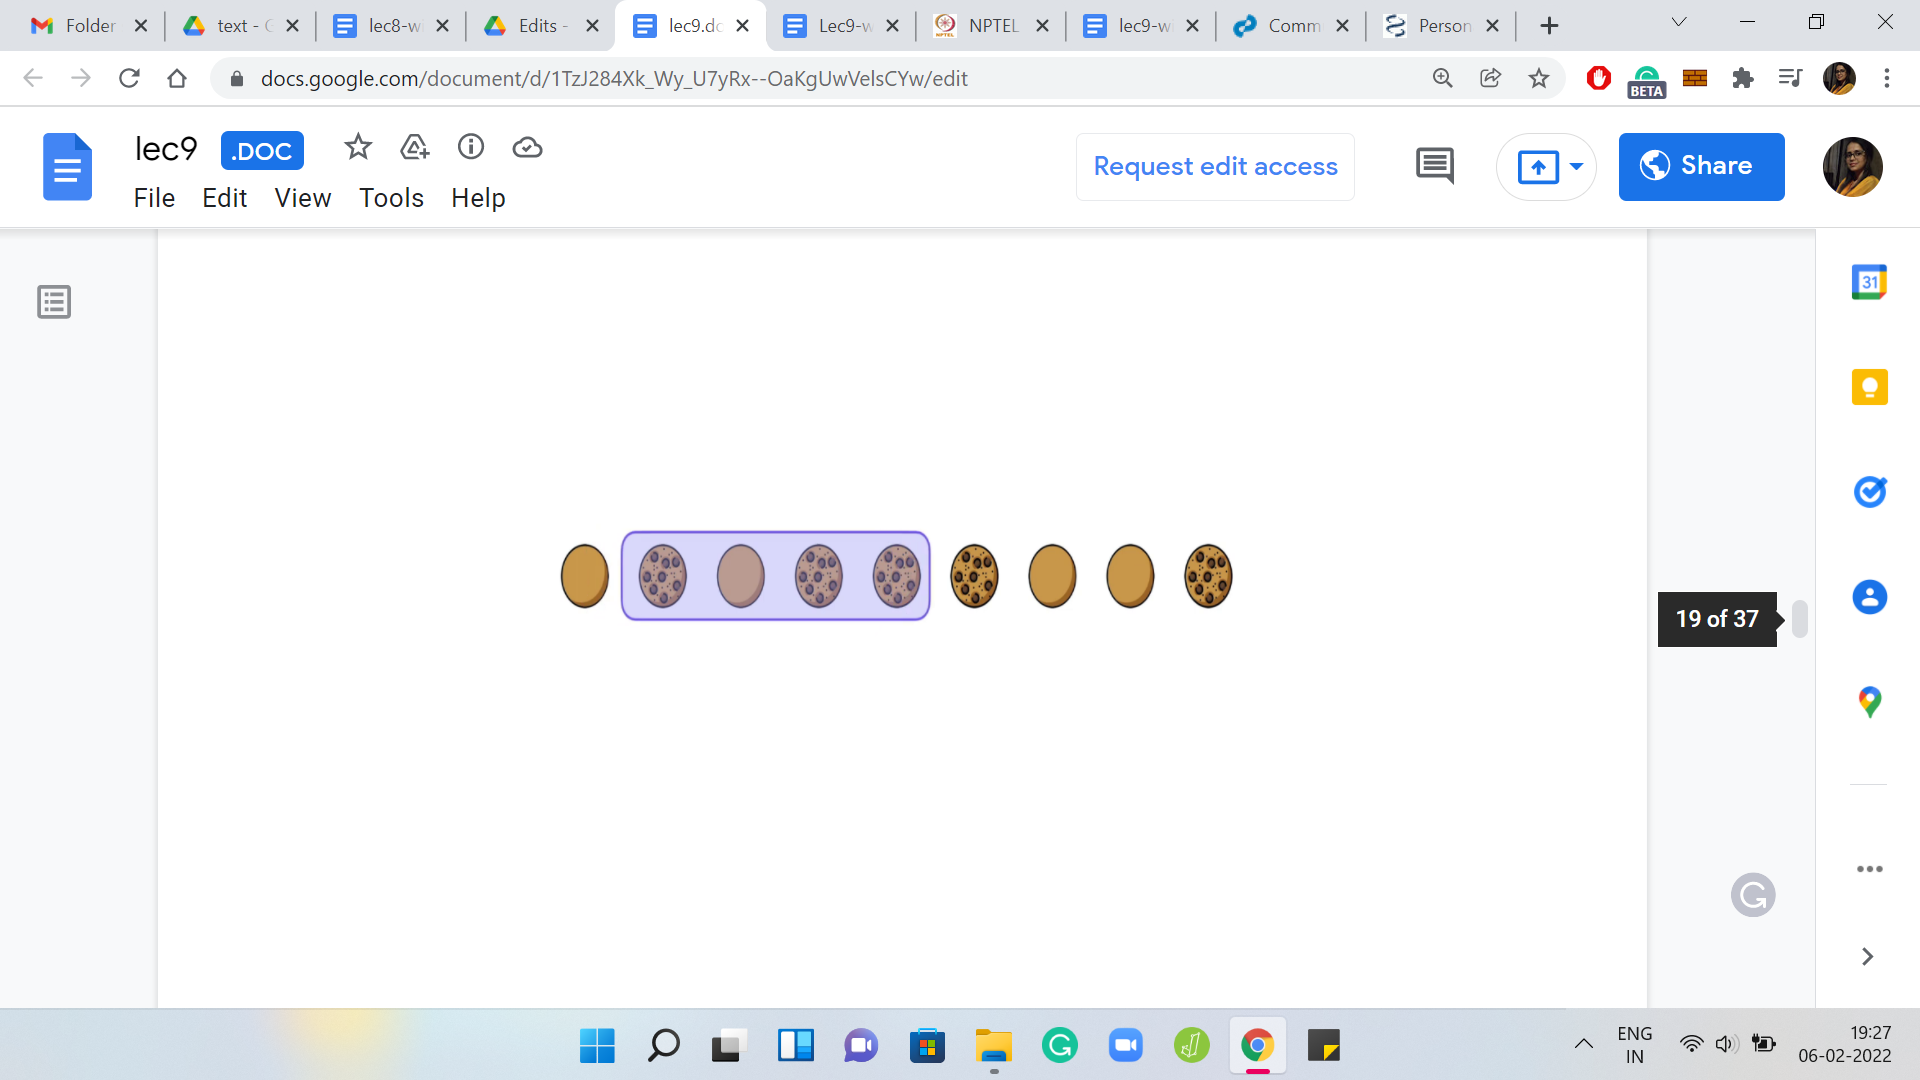 Folder
text - G
lec8-w
Edits -
lec9.dc
Lec9-w
NPTEL
lec9-w
Comm
Person
docs.google.com/document/d/1TzJ284Xk_Wy_U7yRx--OaKgUwVelsCYw/edit
BETA
lec9 .DOC
File Edit View Tools Help
Request edit access
Share
31
19 of 37
ENG
IN
19:27
06-02-2022